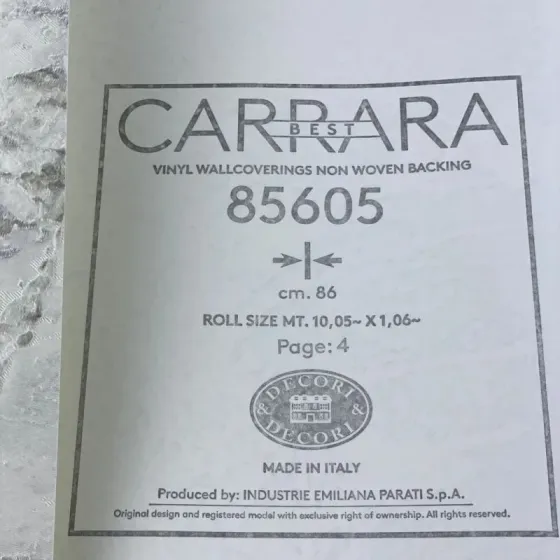 CARRARA
BEST
VINYL WALLCOVERINGS NON WOVEN BACKING
85605
cm. 86
ROLL SIZE MT. 10,05~ X 1,06~
Page: 4
DECORI
& &
DECORI
MADE IN ITALY
Produced by: INDUSTRIE EMILIANA PARATI S.p.A.
Original design and registered model with exclusive right of ownership. All rights reserved.